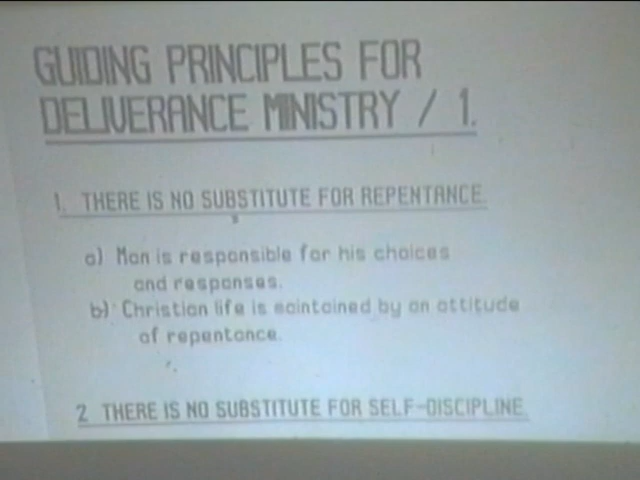 GUIDING PRINCIPLES FOR
DELIVERANCE MINISTRY / 1.
1. THERE IS NO SUBSTITUTE FOR REPENTANCE.
a) Man is responsible for his choices
and responses.
b) Christian life is maintained by an attitude
of repentance.
2 THERE IS NO SUBSTITUTE FOR SELF-DISCIPLINE.